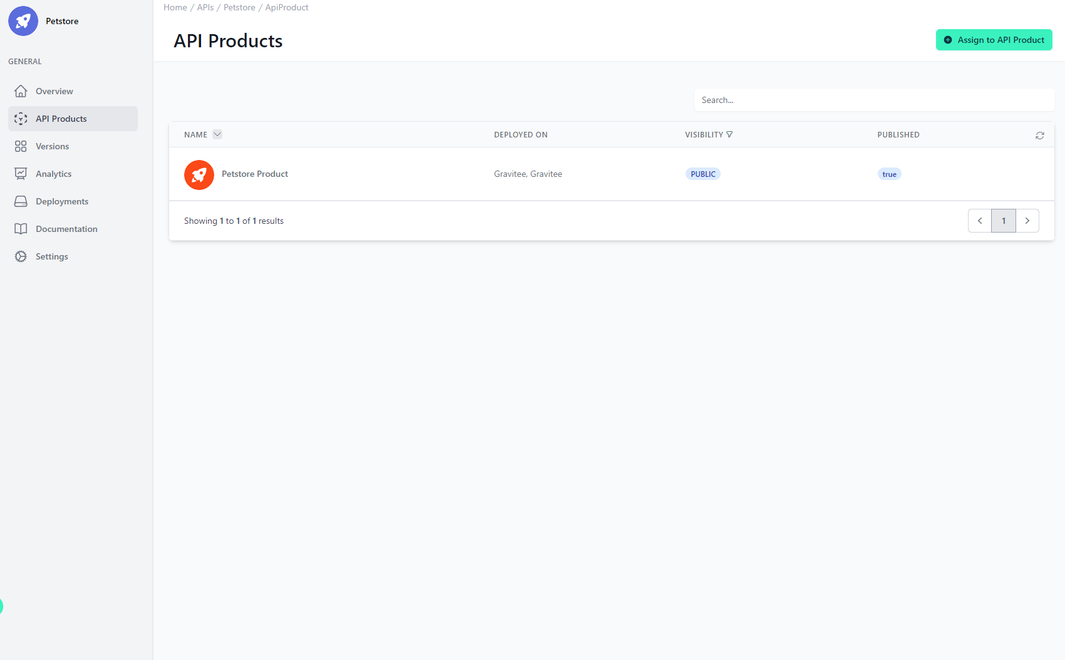 Petstore
GENERAL
Overview
API Products
Versions
Analytics
Deployments
Documentation
Settings
Home / APIs / Petstore / ApiProduct
API Products
Assign to API Product
Search...
NAME DEPLOYED ON VISIBILITY PUBLISHED
Petstore Product Gravitee, Gravitee PUBLIC true
Showing 1 to 1 of 1 results
1